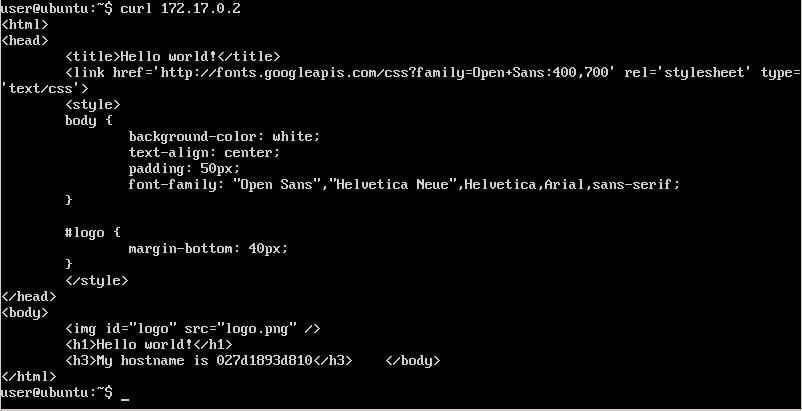 user@ubuntu:~$ curl 172.17.0.2
<html>
<head>
        <title>Hello world!</title>
        <link href='http://fonts.googleapis.com/css?family=Open+Sans:400,700' rel='stylesheet' type=
'text/css'>
        <style>
        body {
                background-color: white;
                text-align: center;
                padding: 50px;
                font-family: "Open Sans","Helvetica Neue",Helvetica,Arial,sans-serif;
        }

        #logo {
                margin-bottom: 40px;
        }
        </style>
</head>
<body>
        <img id="logo" src="logo.png" />
        <h1>Hello world!</h1>
        <h3>My hostname is 027d1893d810</h3>    </body>
</html>
user@ubuntu:~$ _